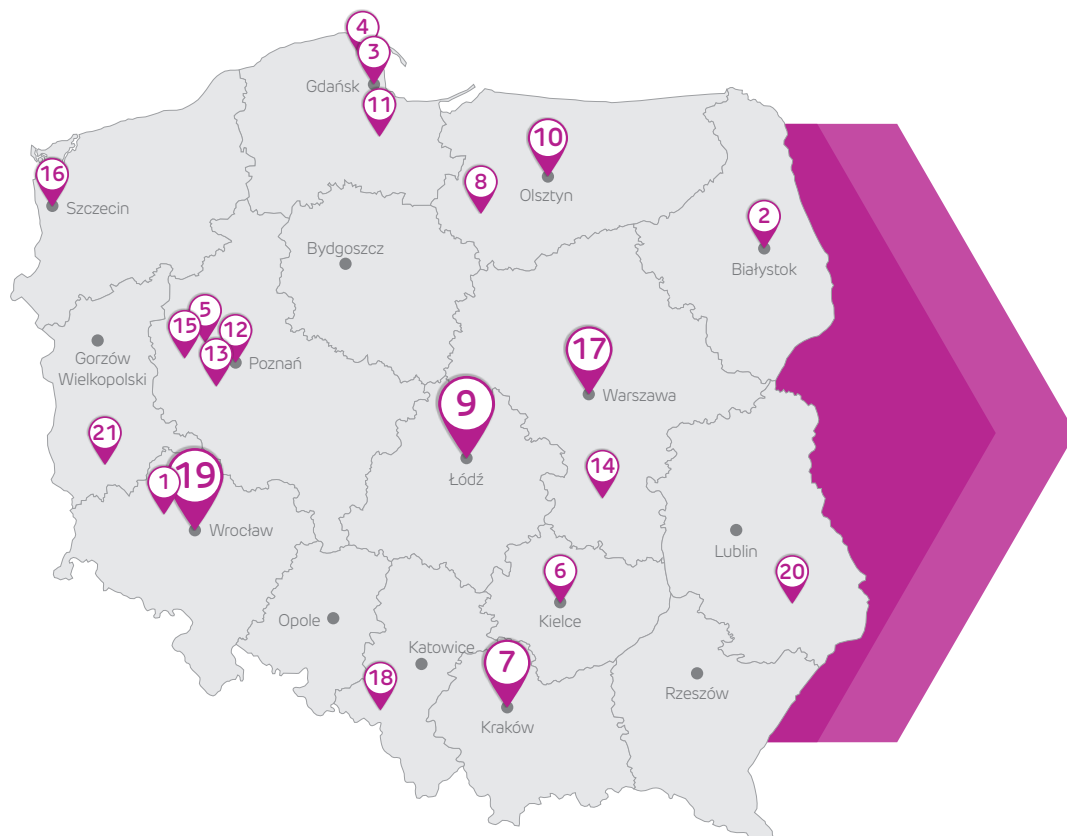 4
3
Gdańsk
11
10
16
8
Olsztyn
Szczecin
2
Bydgoszcz
Białystok
5
15
12
17
13
Poznań
Gorzów
Wielkopolski
Warszawa
9
21
14
Łódź
1
19
Wrocław
Lublin
6
20
Kielce
Opole
Katowice
7
18
Rzeszów
Kraków